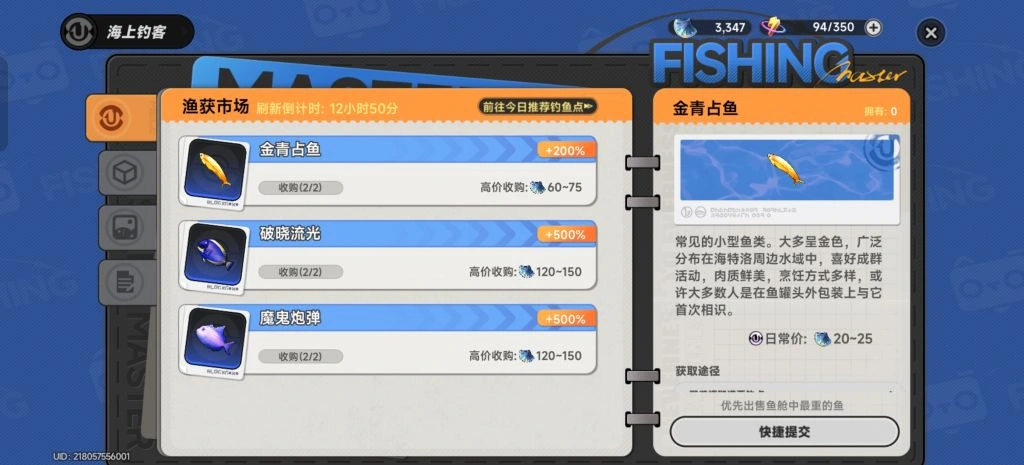 海上钓客
3,347
94/350
FISHING
Master
渔获市场
刷新倒计时: 12小时50分
前往今日推荐钓鱼点
金青占鱼
+200%
收购(2/2)
高价收购: 60~75
破晓流光
+500%
收购(2/2)
高价收购: 120~150
魔鬼炮弹
+500%
收购(2/2)
高价收购: 120~150
金青占鱼
拥有: 0
常见的小型鱼类。大多呈金色，广泛
分布在海特洛周边水域中，喜好成群
活动，肉质鲜美，烹饪方式多样，或
许大多数人是在鱼罐头外包装上与它
首次相识。
日常价: 20~25
获取途径
优先出售鱼舱中最重的鱼
快捷提交
MASTER
UID: 218057556001